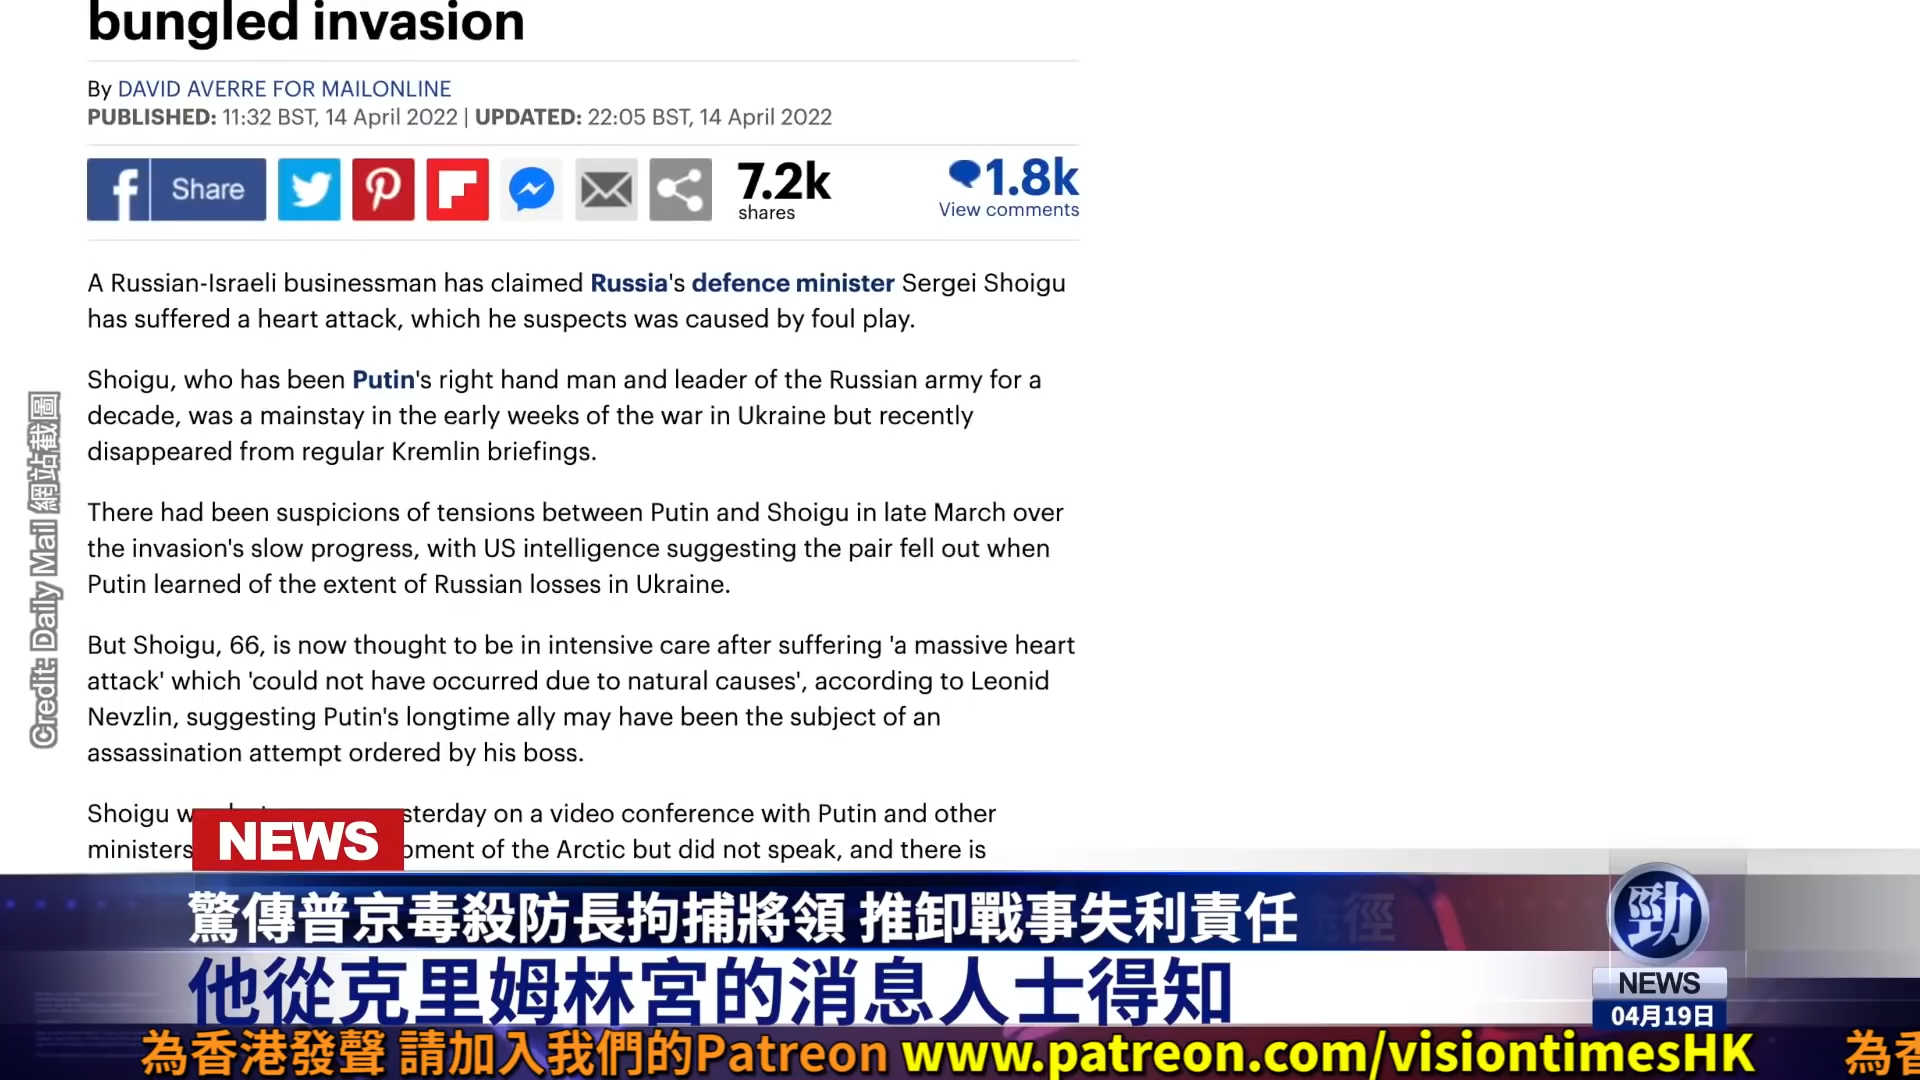 bungled invasion
By DAVID AVERRE FOR MAILONLINE
PUBLISHED: 11:32 BST, 14 April 2022 | UPDATED: 22:05 BST, 14 April 2022
Share
7.2k
shares
1.8k
View comments
A Russian-Israeli businessman has claimed Russia's defence minister Sergei Shoigu
has suffered a heart attack, which he suspects was caused by foul play.
Shoigu, who has been Putin's right hand man and leader of the Russian army for a
decade, was a mainstay in the early weeks of the war in Ukraine but recently
disappeared from regular Kremlin briefings.
There had been suspicions of tensions between Putin and Shoigu in late March over
the invasion's slow progress, with US intelligence suggesting the pair fell out when
Putin learned of the extent of Russian losses in Ukraine.
But Shoigu, 66, is now thought to be in intensive care after suffering 'a massive heart
attack' which 'could not have occurred due to natural causes', according to Leonid
Nevzlin, suggesting Putin's longtime ally may have been the subject of an
assassination attempt ordered by his boss.
Shoigu sterday on a video conference with Putin and other
ministers pment of the Arctic but did not speak, and there is
Credit: Daily Mail 網站截圖
NEWS
驚傳普京毒殺防長拘捕將領 推卸戰事失利責任
他從克里姆林宮的消息人士得知
勁
NEWS
04月19日
為香港發聲 請加入我們的Patreon www.patreon.com/visiontimesHK 為香